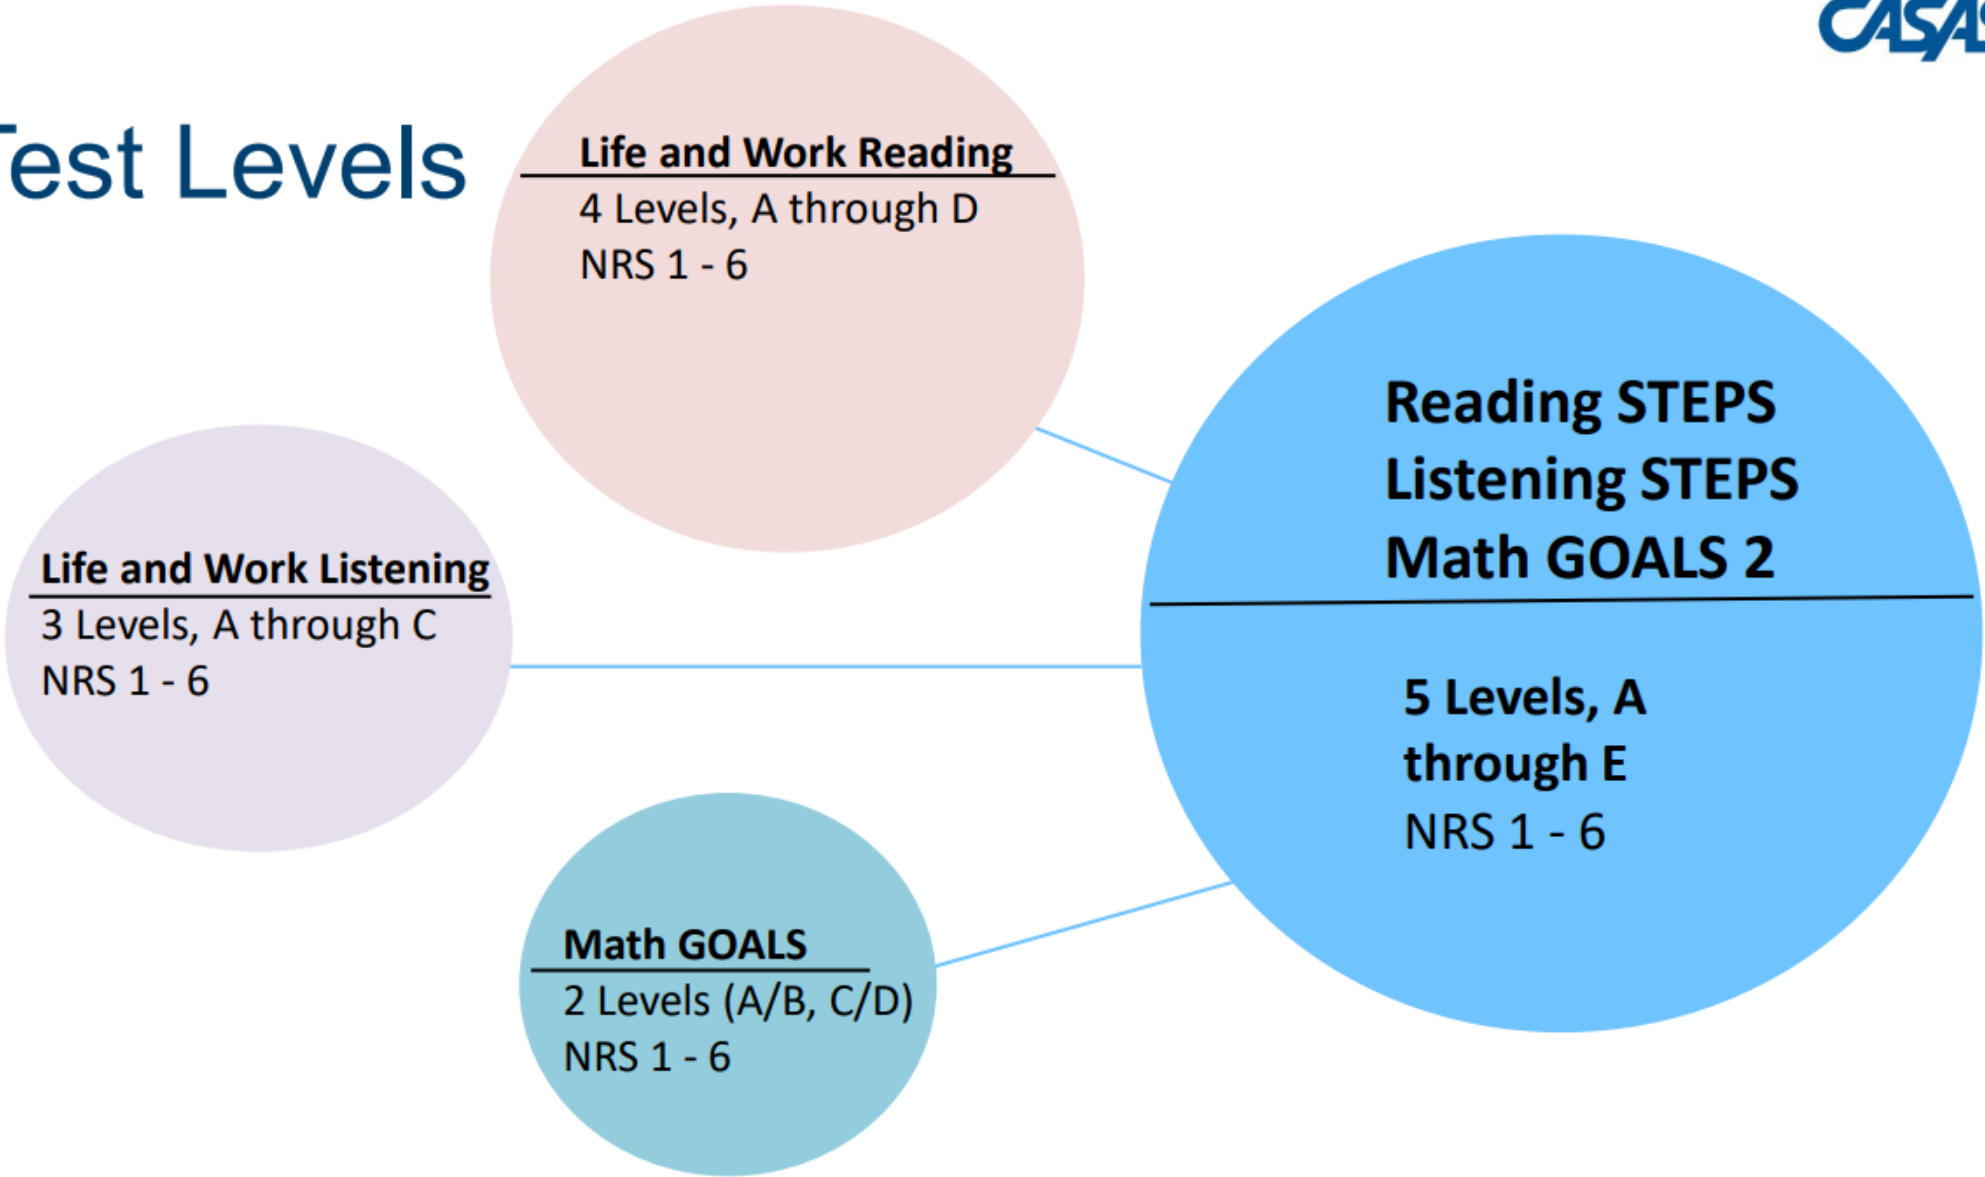 CASAS
Test Levels
Life and Work Reading
4 Levels, A through D
NRS 1 - 6
Life and Work Listening
3 Levels, A through C
NRS 1 - 6
Math GOALS
2 Levels (A/B, C/D)
NRS 1 - 6
Reading STEPS
Listening STEPS
Math GOALS 2
5 Levels, A
through E
NRS 1 - 6